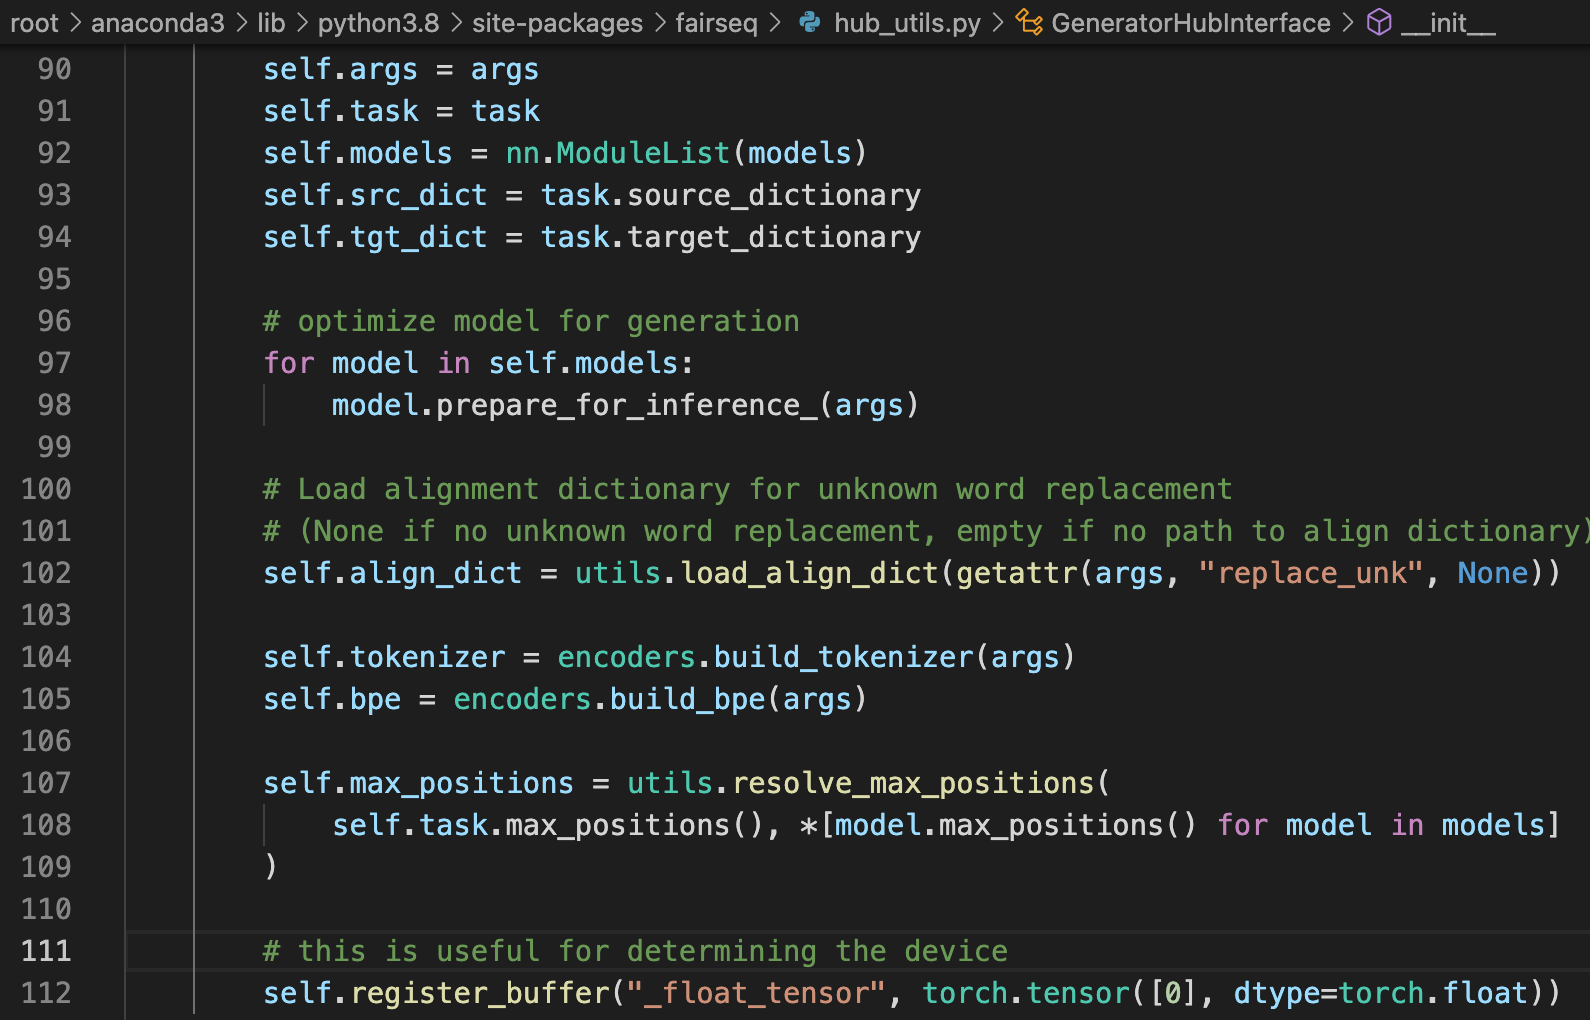 root > anaconda3 > lib > python3.8 > site-packages > fairseq > hub_utils.py > GeneratorHubInterface > __init__
90 self.args = args
91 self.task = task
92 self.models = nn.ModuleList(models)
93 self.src_dict = task.source_dictionary
94 self.tgt_dict = task.target_dictionary
95
96 # optimize model for generation
97 for model in self.models:
98 model.prepare_for_inference_(args)
99
100 # Load alignment dictionary for unknown word replacement
101 # (None if no unknown word replacement, empty if no path to align dictionary)
102 self.align_dict = utils.load_align_dict(getattr(args, "replace_unk", None))
103
104 self.tokenizer = encoders.build_tokenizer(args)
105 self.bpe = encoders.build_bpe(args)
106
107 self.max_positions = utils.resolve_max_positions(
108 self.task.max_positions(), *[model.max_positions() for model in models]
109 )
110
111 # this is useful for determining the device
112 self.register_buffer("_float_tensor", torch.tensor([0], dtype=torch.float))